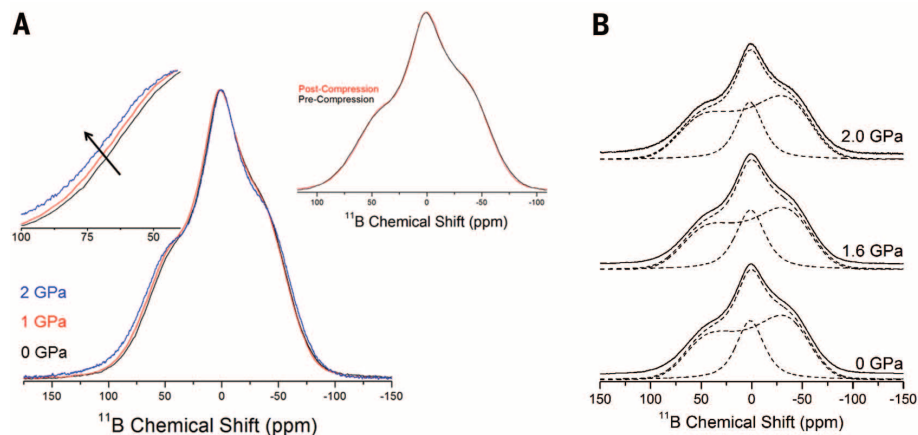 A
Post-Compression
Pre-Compression
100 75 50
100 50 0 -50 -100
¹¹B Chemical Shift (ppm)
2 GPa
1 GPa
0 GPa
150 100 50 0 -50 -100 -150
¹¹B Chemical Shift (ppm)
B
2.0 GPa
1.6 GPa
0 GPa
150 100 50 0 -50 -100 -150
¹¹B Chemical Shift (ppm)